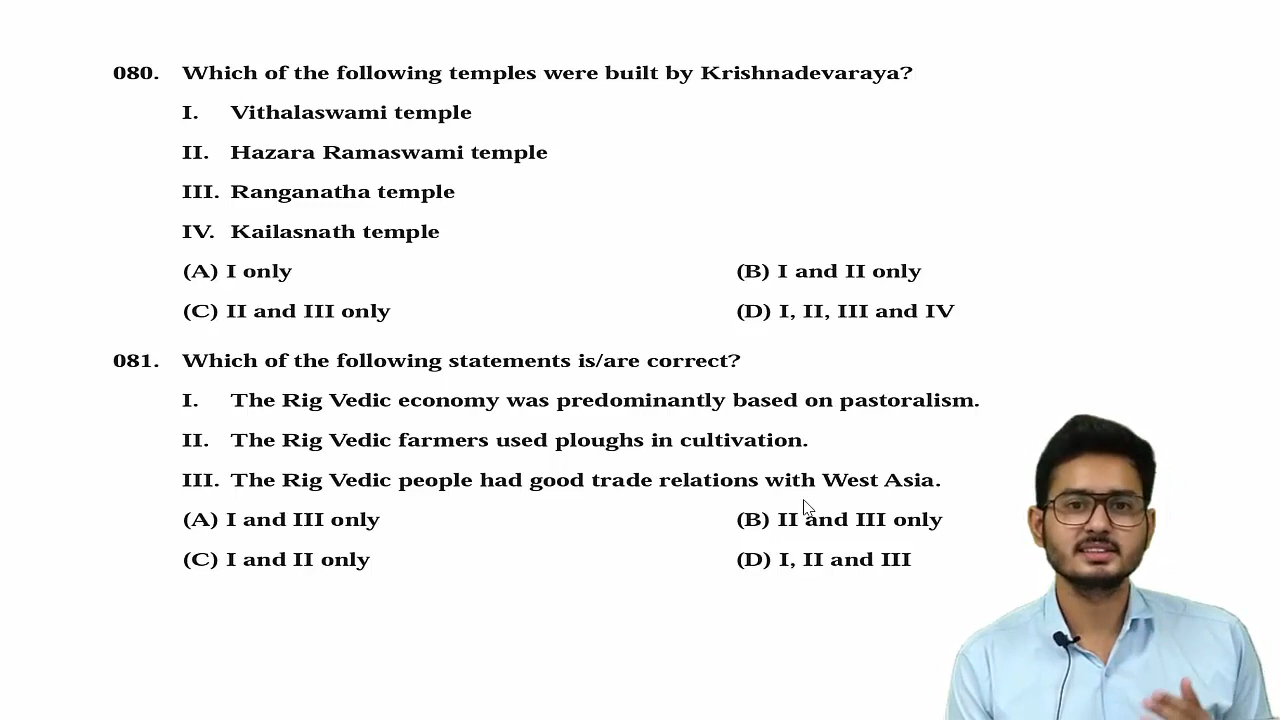 080. Which of the following temples were built by Krishnadevaraya?
I. Vithalaswami temple
II. Hazara Ramaswami temple
III. Ranganatha temple
IV. Kailasnath temple
(A) I only (B) I and II only
(C) II and III only (D) I, II, III and IV
081. Which of the following statements is/are correct?
I. The Rig Vedic economy was predominantly based on pastoralism.
II. The Rig Vedic farmers used ploughs in cultivation.
III. The Rig Vedic people had good trade relations with West Asia.
(A) I and III only (B) II and III only
(C) I and II only (D) I, II and III